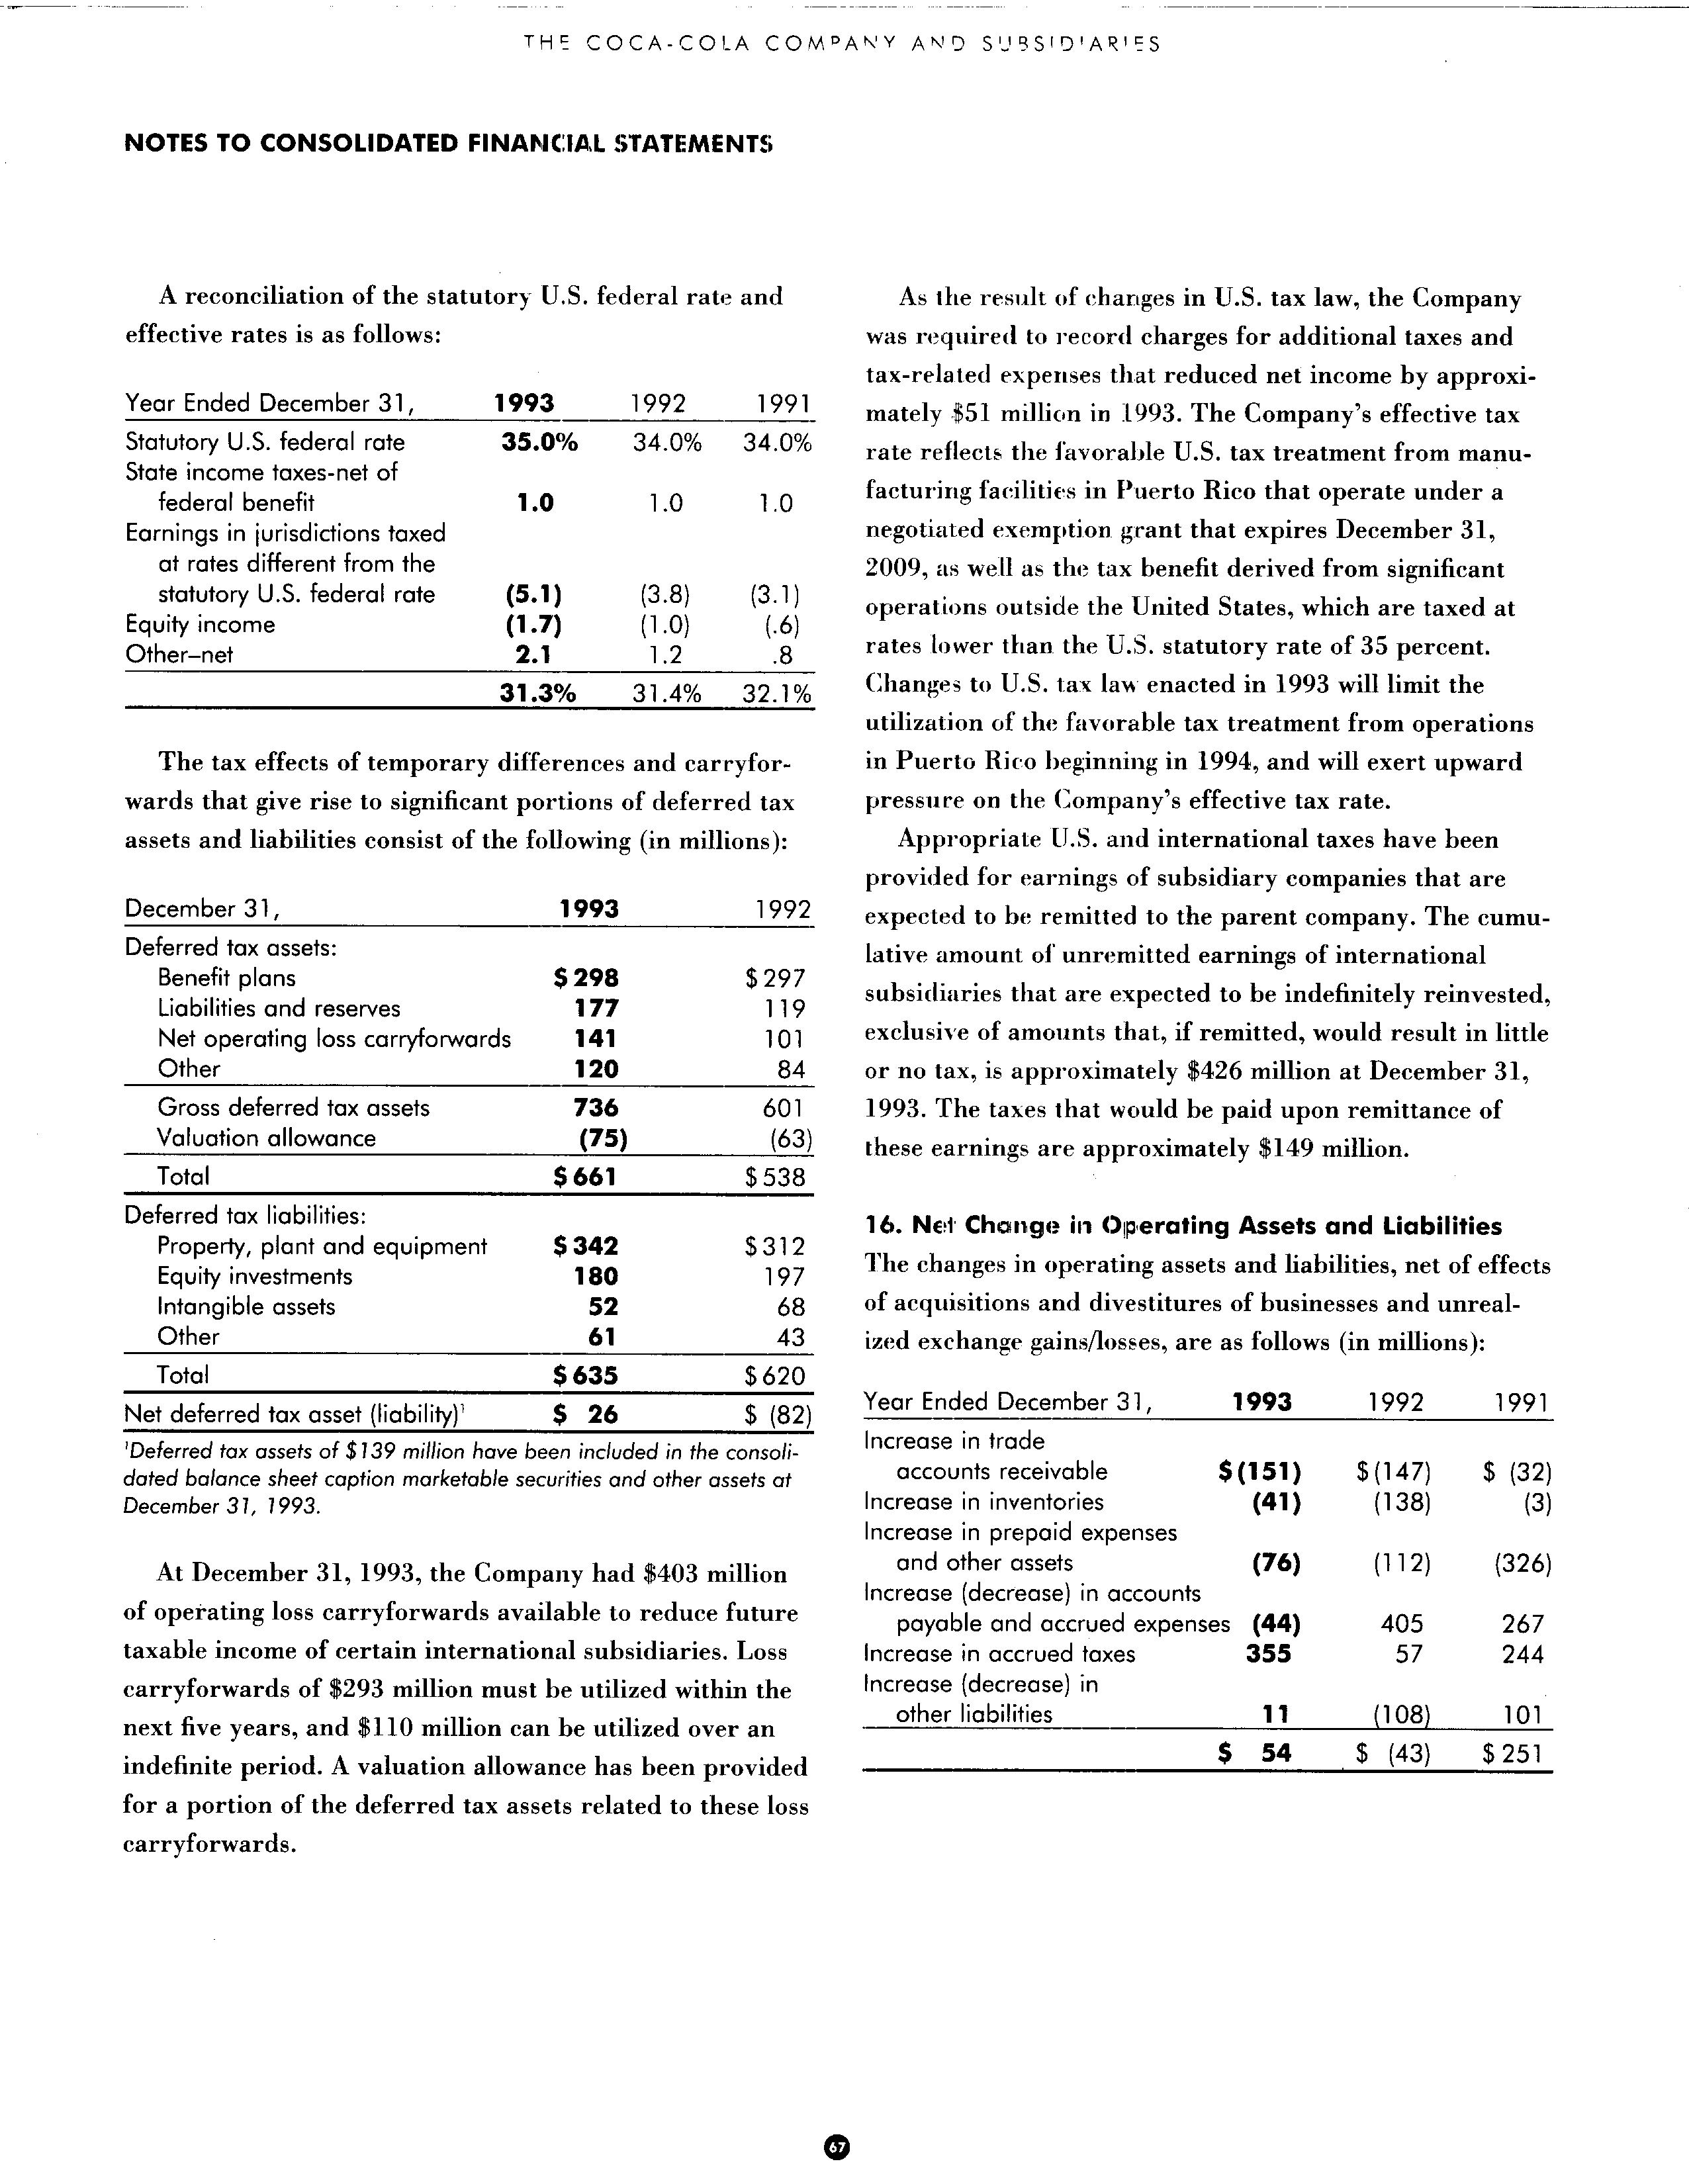 THE COCA-COLA COMPANY AND SUBSIDIARIES
NOTES TO CONSOLIDATED FINANCIAL STATEMENTS
A reconciliation of the statutory U.S. federal rate and
effective rates is as follows:
Year Ended December 31, 1993 1992 1991
Statutory U.S. federal rate 35.0% 34.0% 34.0%
State income taxes-net of
federal benefit 1.0 1.0 1.0
Earnings in jurisdictions taxed
at rates different from the
statutory U.S. federal rate (5.1) (3.8) (3.1)
Equity income (1.7) (1.0) (.6)
Other–net 2.1 1.2 .8
31.3% 31.4% 32.1%
The tax effects of temporary differences and carryfor-
wards that give rise to significant portions of deferred tax
assets and liabilities consist of the following (in millions):
December 31, 1993 1992
Deferred tax assets:
Benefit plans $ 298 $ 297
Liabilities and reserves 177 119
Net operating loss carryforwards 141 101
Other 120 84
Gross deferred tax assets 736 601
Valuation allowance (75) (63)
Total $ 661 $ 538
Deferred tax liabilities:
Property, plant and equipment $ 342 $ 312
Equity investments 180 197
Intangible assets 52 68
Other 61 43
Total $ 635 $ 620
Net deferred tax asset (liability)¹ $ 26 $ (82)
¹Deferred tax assets of $139 million have been included in the consoli-
dated balance sheet caption marketable securities and other assets at
December 31, 1993.
At December 31, 1993, the Company had $403 million
of operating loss carryforwards available to reduce future
taxable income of certain international subsidiaries. Loss
carryforwards of $293 million must be utilized within the
next five years, and $110 million can be utilized over an
indefinite period. A valuation allowance has been provided
for a portion of the deferred tax assets related to these loss
carryforwards.
As the result of changes in U.S. tax law, the Company
was required to record charges for additional taxes and
tax-related expenses that reduced net income by approxi-
mately $51 million in 1993. The Company's effective tax
rate reflects the favorable U.S. tax treatment from manu-
facturing facilities in Puerto Rico that operate under a
negotiated exemption grant that expires December 31,
2009, as well as the tax benefit derived from significant
operations outside the United States, which are taxed at
rates lower than the U.S. statutory rate of 35 percent.
Changes to U.S. tax law enacted in 1993 will limit the
utilization of the favorable tax treatment from operations
in Puerto Rico beginning in 1994, and will exert upward
pressure on the Company's effective tax rate.
Appropriate U.S. and international taxes have been
provided for earnings of subsidiary companies that are
expected to be remitted to the parent company. The cumu-
lative amount of unremitted earnings of international
subsidiaries that are expected to be indefinitely reinvested,
exclusive of amounts that, if remitted, would result in little
or no tax, is approximately $426 million at December 31,
1993. The taxes that would be paid upon remittance of
these earnings are approximately $149 million.
16. Net Change in Operating Assets and Liabilities
The changes in operating assets and liabilities, net of effects
of acquisitions and divestitures of businesses and unreal-
ized exchange gains/losses, are as follows (in millions):
Year Ended December 31, 1993 1992 1991
Increase in trade
accounts receivable $ (151) $ (147) $ (32)
Increase in inventories (41) (138) (3)
Increase in prepaid expenses
and other assets (76) (112) (326)
Increase (decrease) in accounts
payable and accrued expenses (44) 405 267
Increase in accrued taxes 355 57 244
Increase (decrease) in
other liabilities 11 (108) 101
$ 54 $ (43) $ 251
67